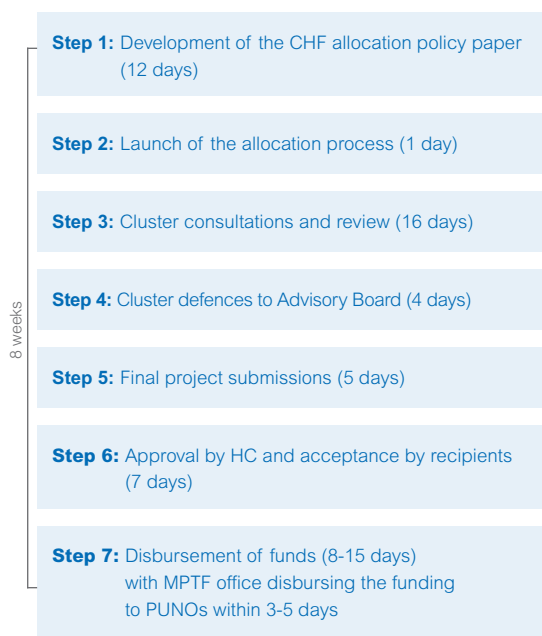 Step 1: Development of the CHF allocation policy paper
(12 days)
Step 2: Launch of the allocation process (1 day)
Step 3: Cluster consultations and review (16 days)
Step 4: Cluster defences to Advisory Board (4 days)
8 weeks
Step 5: Final project submissions (5 days)
Step 6: Approval by HC and acceptance by recipients
(7 days)
Step 7: Disbursement of funds (8-15 days)
with MPTF office disbursing the funding
to PUNOs within 3-5 days